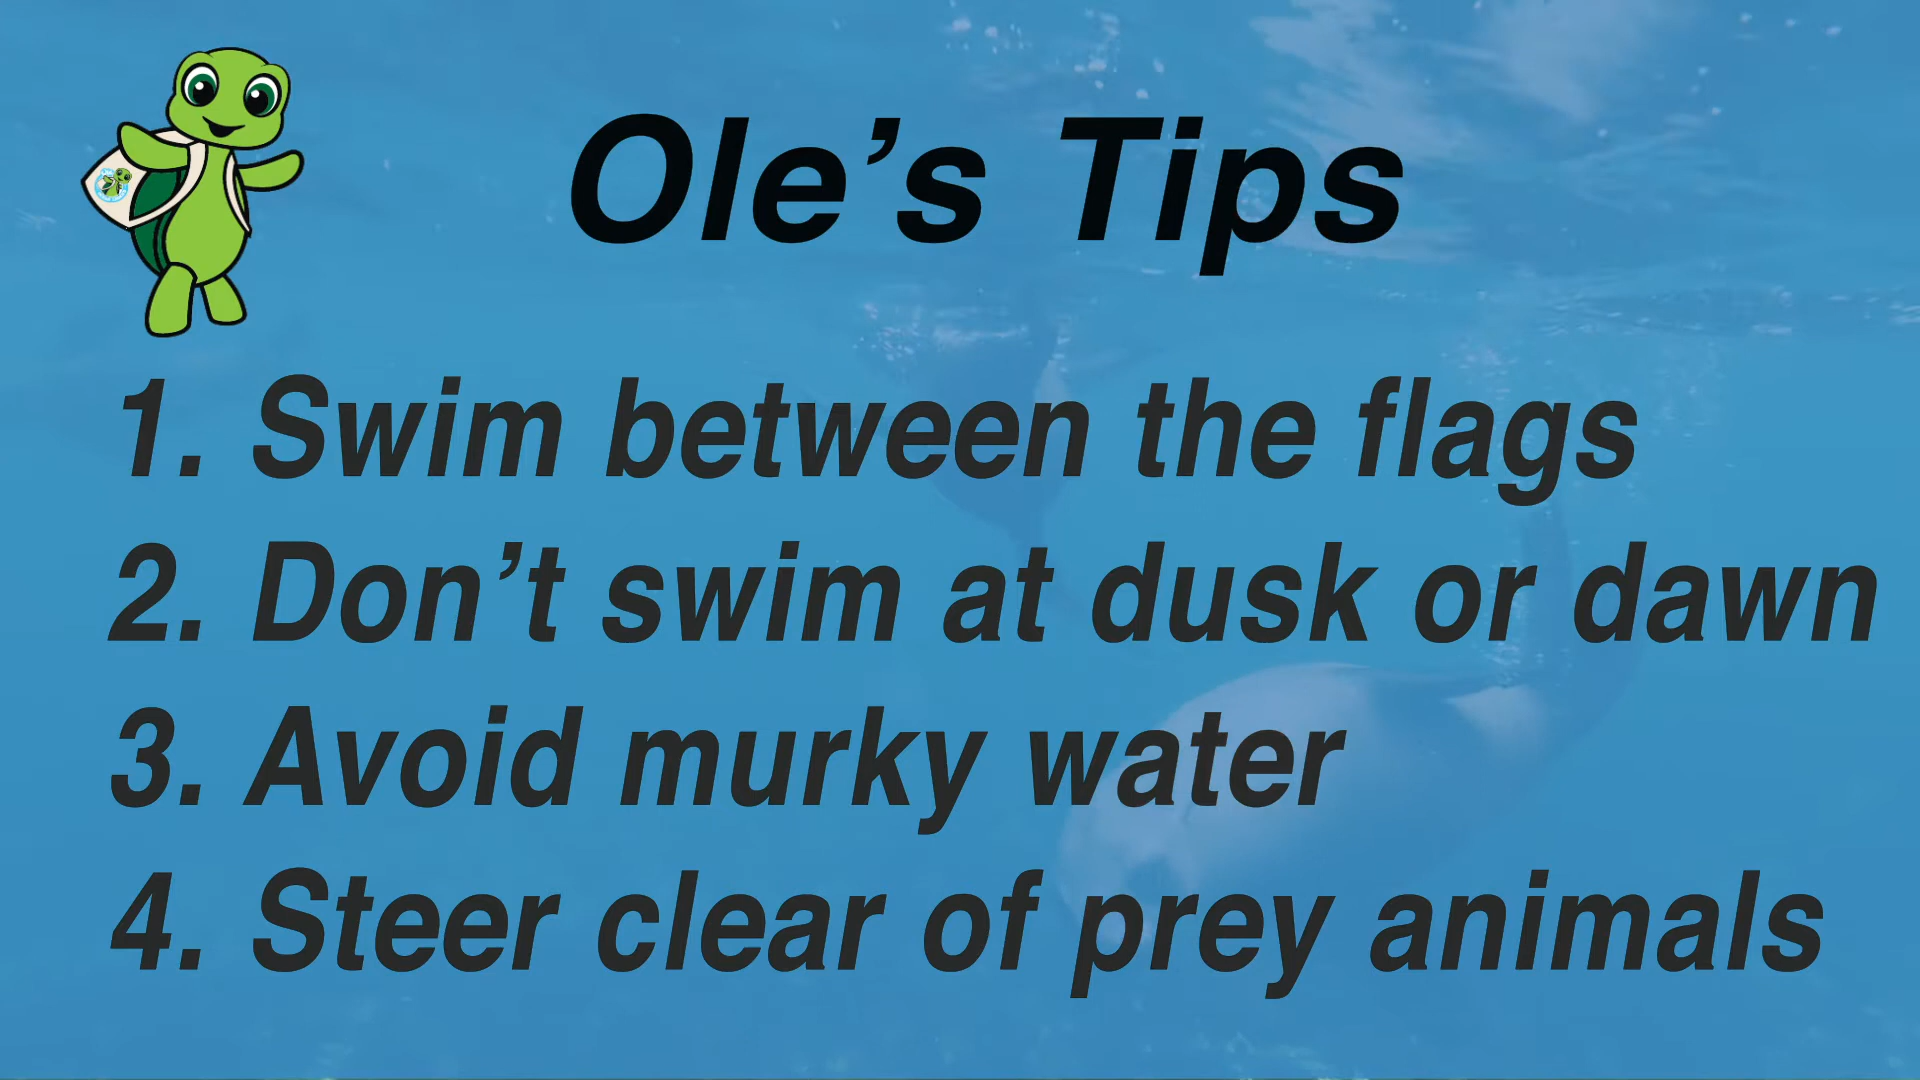 Ole’s Tips
1. Swim between the flags
2. Don’t swim at dusk or dawn
3. Avoid murky water
4. Steer clear of prey animals